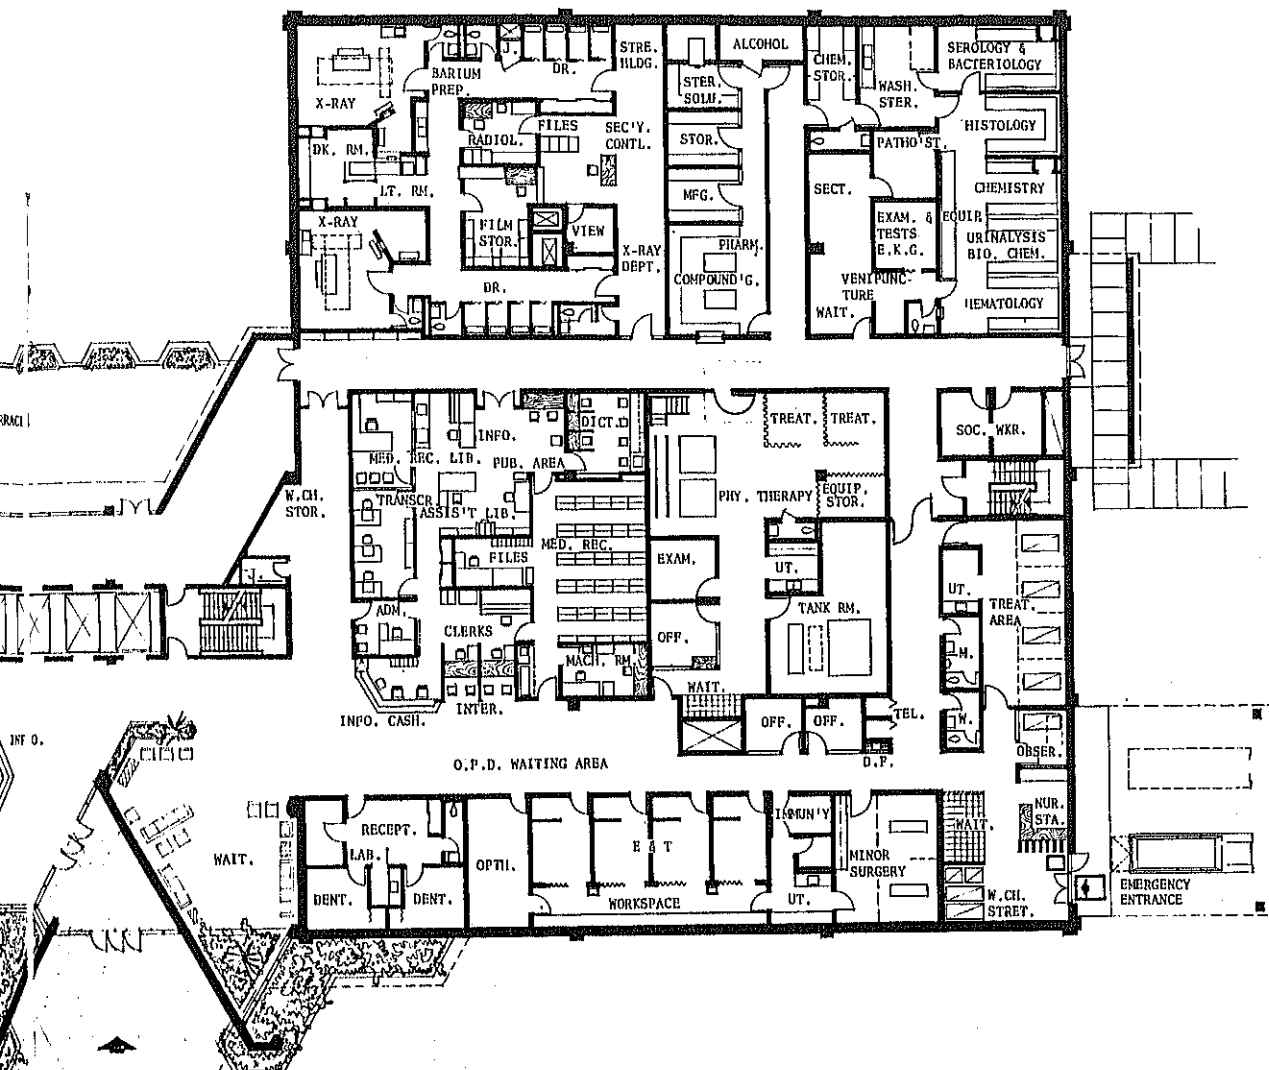 ALCOHOL
STRE.
HLDG.
J.
DR.
CHEM.
STOR.
SEROLOGY &
BACTERIOLOGY
BARIUM
PREP.
STER.
SOLU.
WASH.
STER.
X-RAY
FILES
SEC'Y.
CONTL.
HISTOLOGY
RADIOL.
STOR.
PATHO'ST.
DK. RM.
LT. RM.
SECT.
CHEMISTRY
MFG.
X-RAY
FILM
STOR.
VIEW
EXAM. &
TESTS
E.K.G.
EQUIP.
URINALYSIS
BIO. CHEM.
X-RAY
DEPT.
PHARM.
COMPOUND'G.
DR.
VENIPUNC-
TURE
WAIT.
HEMATOLOGY
DICT.
TREAT.
TREAT.
INFO.
SOC. WKR.
MED. REC. LIB.
PUB. AREA
W.CH.
STOR.
TRANSCR.
ASSIS'T LIB.
PHY. THERAPY
EQUIP.
STOR.
FILES
MED. REC.
EXAM.
UT.
J.
UT.
ADM.
TANK RM.
TREAT.
AREA
CLERKS
OFF.
M.
MACH. RM.
WAIT.
INTER.
INFO. CASH.
OFF.
OFF.
TEL.
W.
INFO.
OBSER.
O.P.D. WAITING AREA
D.F.
NUR.
STA.
RECEPT.
IMMUN'Y
WAIT.
WAIT.
LAB.
OPTH.
E & T
MINOR
SURGERY
DENT.
DENT.
WORKSPACE
UT.
W.CH.
STRET.
EMERGENCY
ENTRANCE